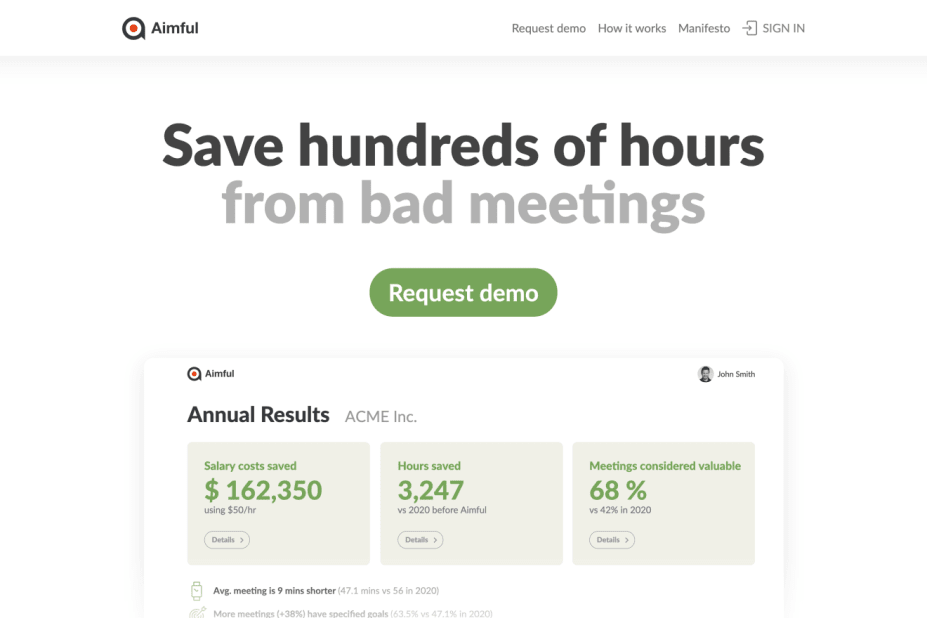 Aimful
Request demo How it works Manifesto SIGN IN
Save hundreds of hours
from bad meetings
Request demo
Aimful
John Smith
Annual Results ACME Inc.
Salary costs saved
$ 162,350
using $50/hr
Details >
Hours saved
3,247
vs 2020 before Aimful
Details >
Meetings considered valuable
68 %
vs 42% in 2020
Details >
Avg. meeting is 9 mins shorter (47.1 mins vs 56 in 2020)
More meetings (+38%) have specified goals (63.5% vs 47.1% in 2020)